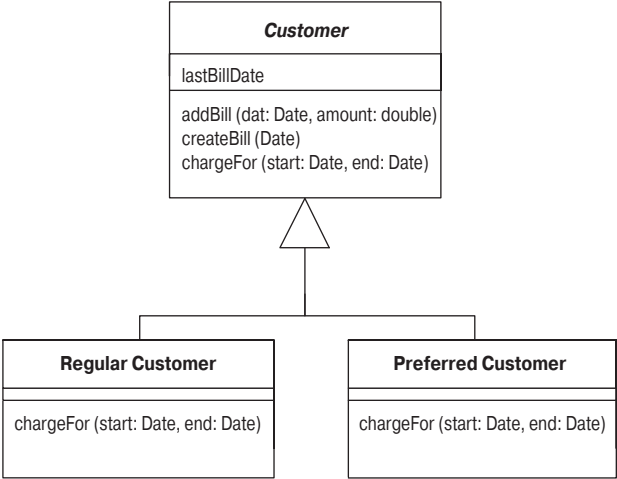 Customer
lastBillDate
addBill (dat: Date, amount: double)
createBill (Date)
chargeFor (start: Date, end: Date)
Regular Customer
chargeFor (start: Date, end: Date)
Preferred Customer
chargeFor (start: Date, end: Date)